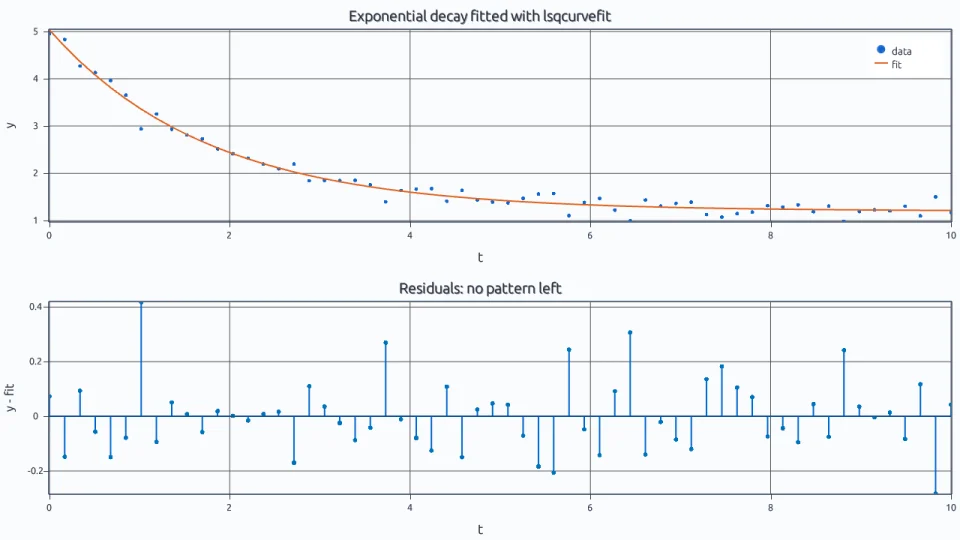 Exponential decay fitted with lsqcurvefit
5
4
3
2
1
y
data
fit
0 2 4 6 8 10
t
Residuals: no pattern left
0.4
0.2
0
-0.2
y - fit
0 2 4 6 8 10
t